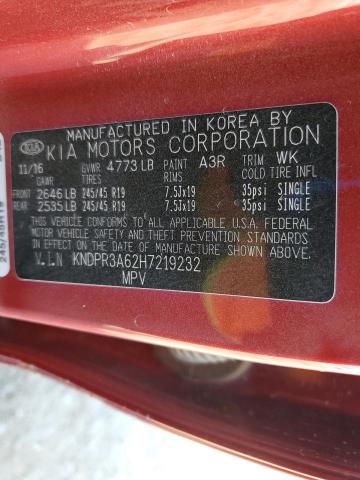 MANUFACTURED IN KOREA BY
KIA KIA MOTORS CORPORATION
11/16 GVWR 4773 LB PAINT A3R TRIM WK
GAWR TIRES RIMS COLD TIRE INFL
FRONT 2646 LB 245/45 R19 7.5Jx19 35psi SINGLE
REAR 2535 LB 245/45 R19 7.5Jx19 35psi SINGLE
THIS VEHICLE CONFORMS TO ALL APPLICABLE U.S.A. FEDERAL
MOTOR VEHICLE SAFETY AND THEFT PREVENTION STANDARDS
IN EFFECT ON THE DATE OF MANUFACTURE SHOWN ABOVE.
V.I.N KNDPR3A62H7219232
MPV
245/45R19